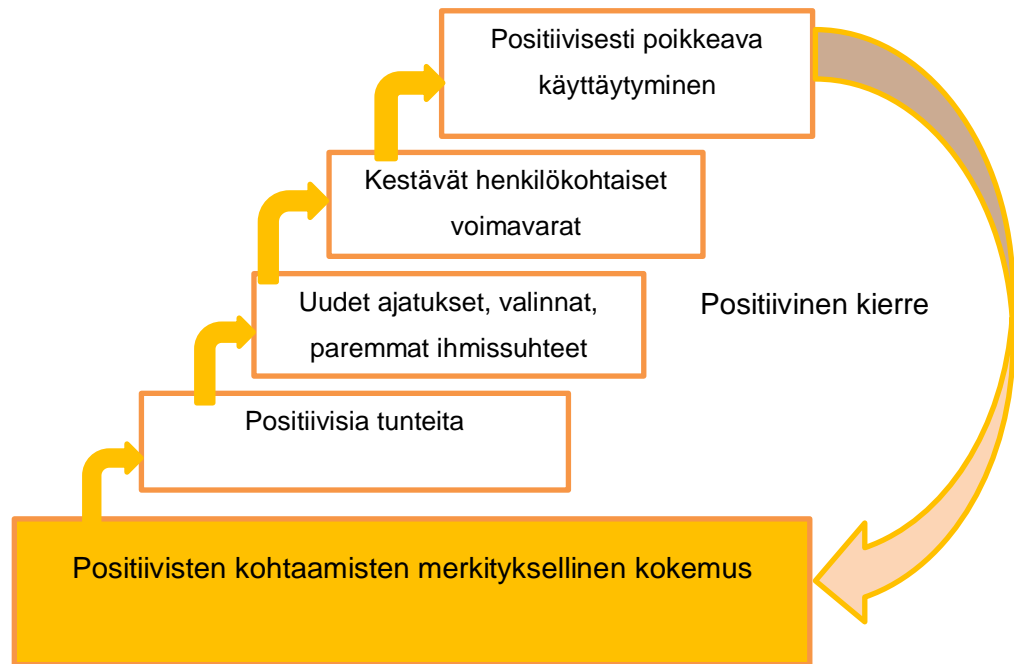 Positiivisesti poikkeava
käyttäytyminen
Kestävät henkilökohtaiset
voimavarat
Uudet ajatukset, valinnat,
paremmat ihmissuhteet
Positiivinen kierre
Positiivisia tunteita
Positiivisten kohtaamisten merkityksellinen kokemus